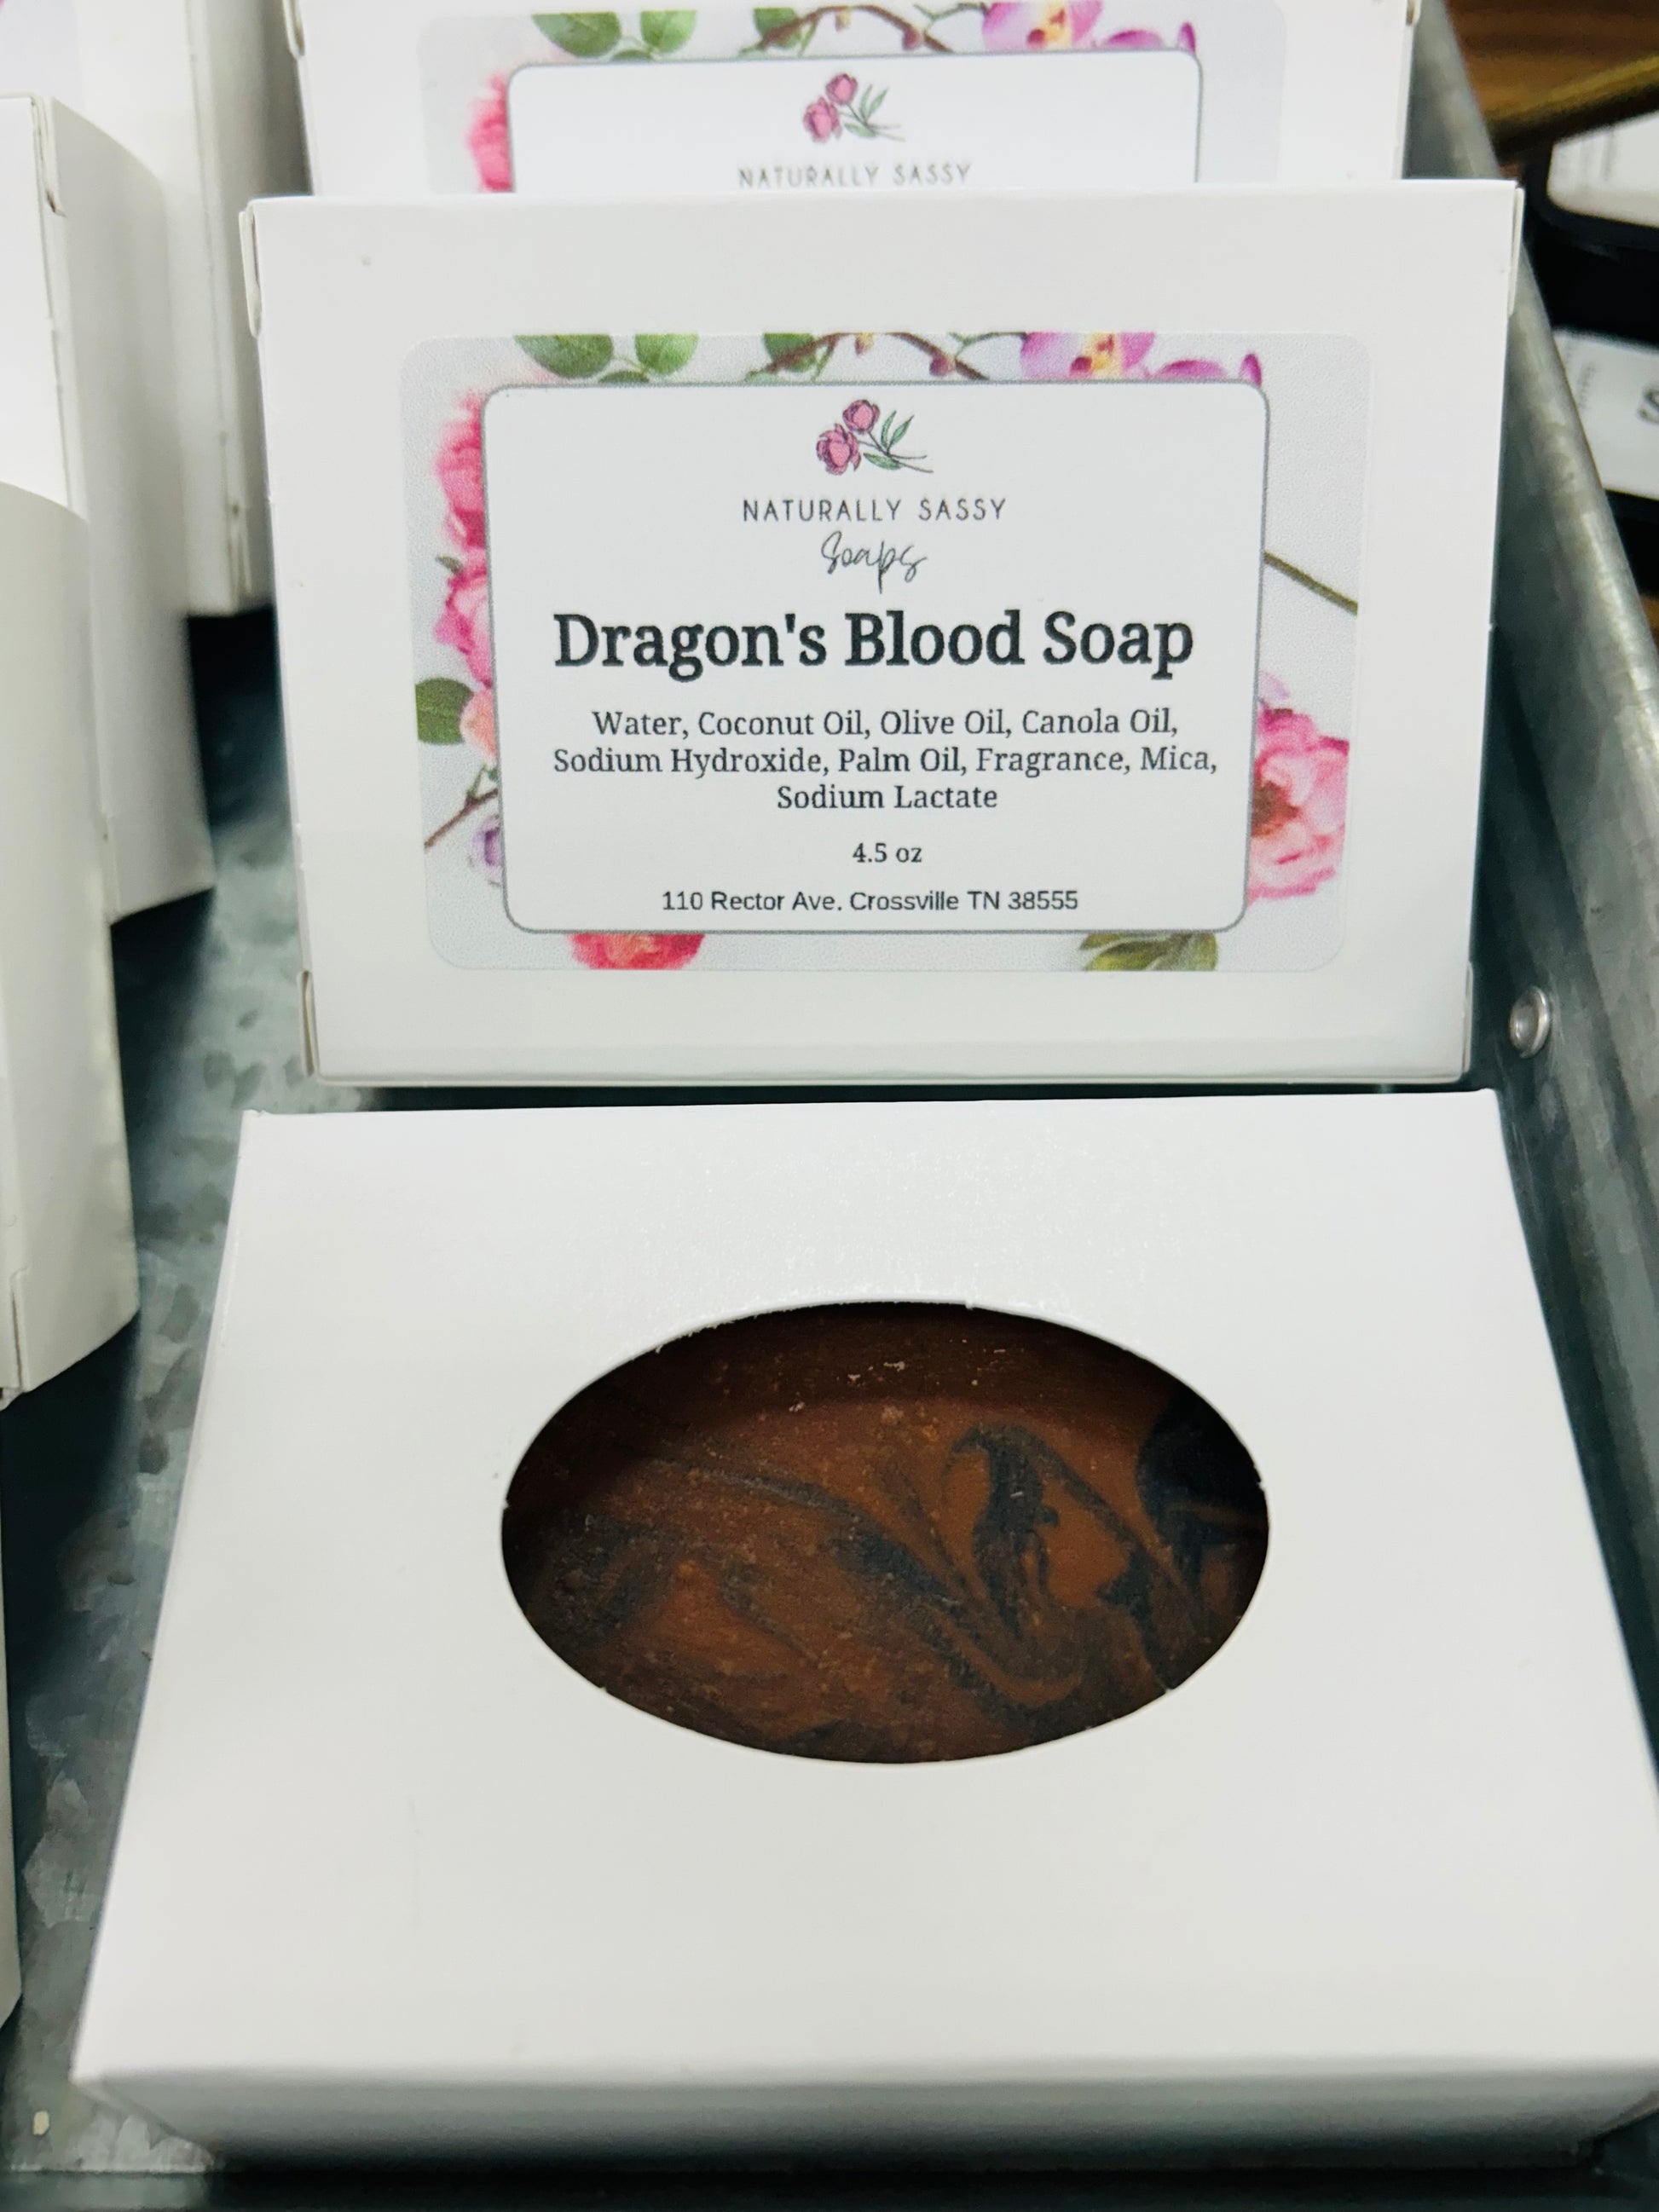 NATURALLY SASSY
NATURALLY SASSY
Soaps
Dragon's Blood Soap
Water, Coconut Oil, Olive Oil, Canola Oil,
Sodium Hydroxide, Palm Oil, Fragrance, Mica,
Sodium Lactate
4.5 oz
110 Rector Ave. Crossville TN 38555